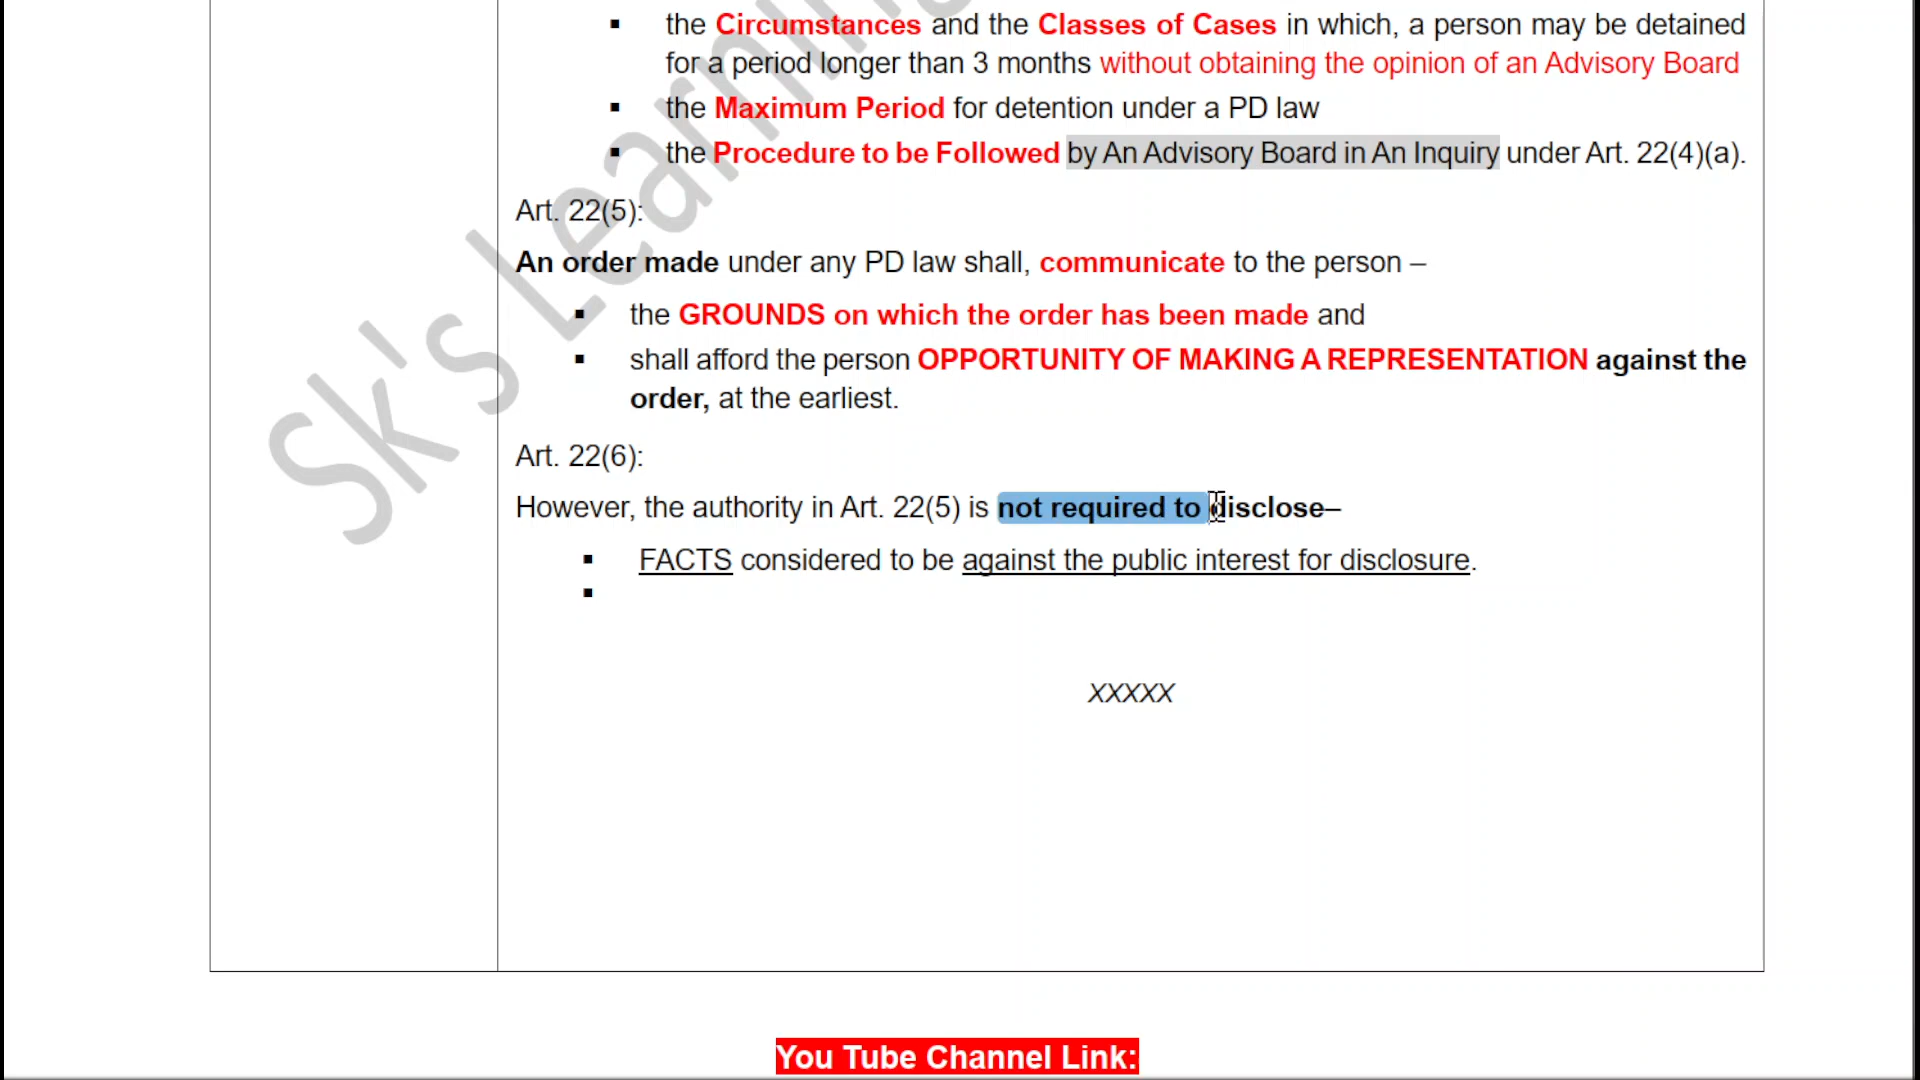 ▪ the Circumstances and the Classes of Cases in which, a person may be detained
for a period longer than 3 months without obtaining the opinion of an Advisory Board
▪ the Maximum Period for detention under a PD law
▪ the Procedure to be Followed by An Advisory Board in An Inquiry under Art. 22(4)(a).
Art. 22(5):
An order made under any PD law shall, communicate to the person –
▪ the GROUNDS on which the order has been made and
▪ shall afford the person OPPORTUNITY OF MAKING A REPRESENTATION against the
order, at the earliest.
Art. 22(6):
However, the authority in Art. 22(5) is not required to disclose–
▪ FACTS considered to be against the public interest for disclosure.
▪
XXXXX
Sk's Learning
You Tube Channel Link: